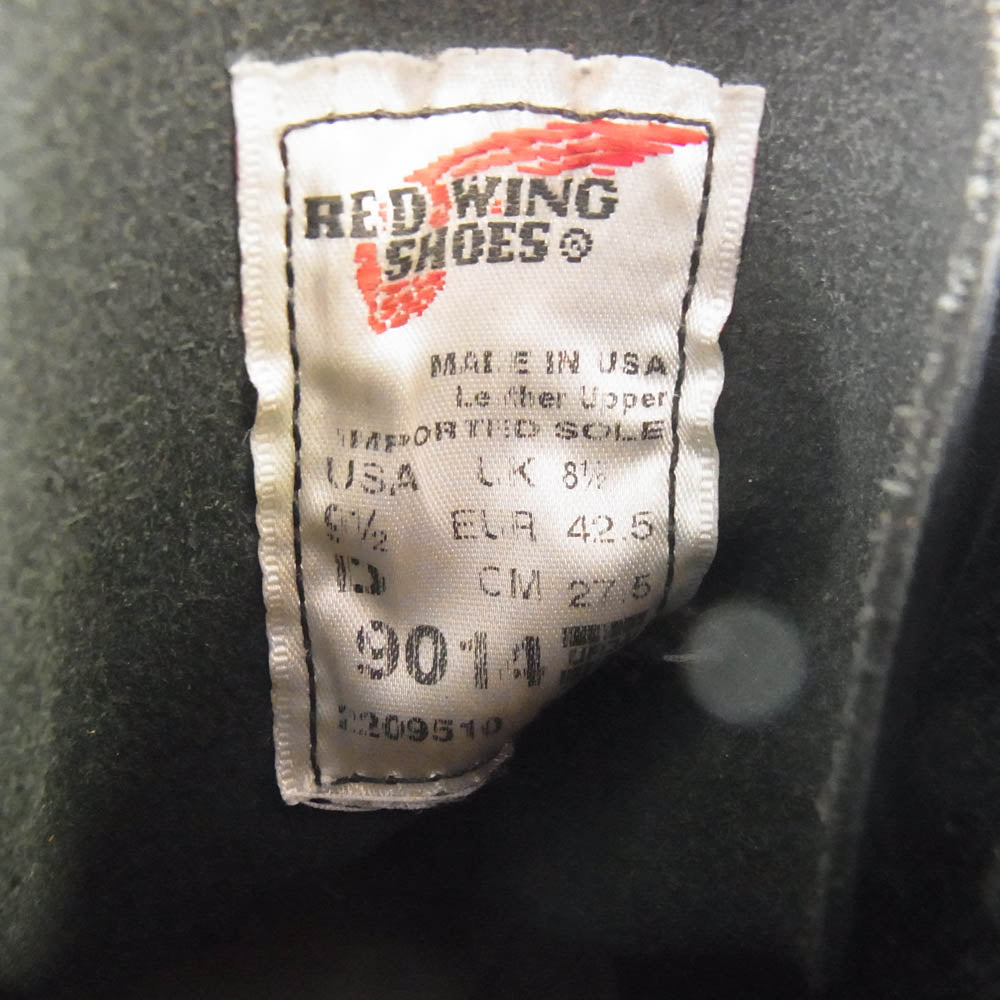 RED WING
SHOES ®
MADE IN USA
Leather Upper
IMPORTED SOLE
USA UK 8½
9½ EUR 42.5
D CM 27.5
9014